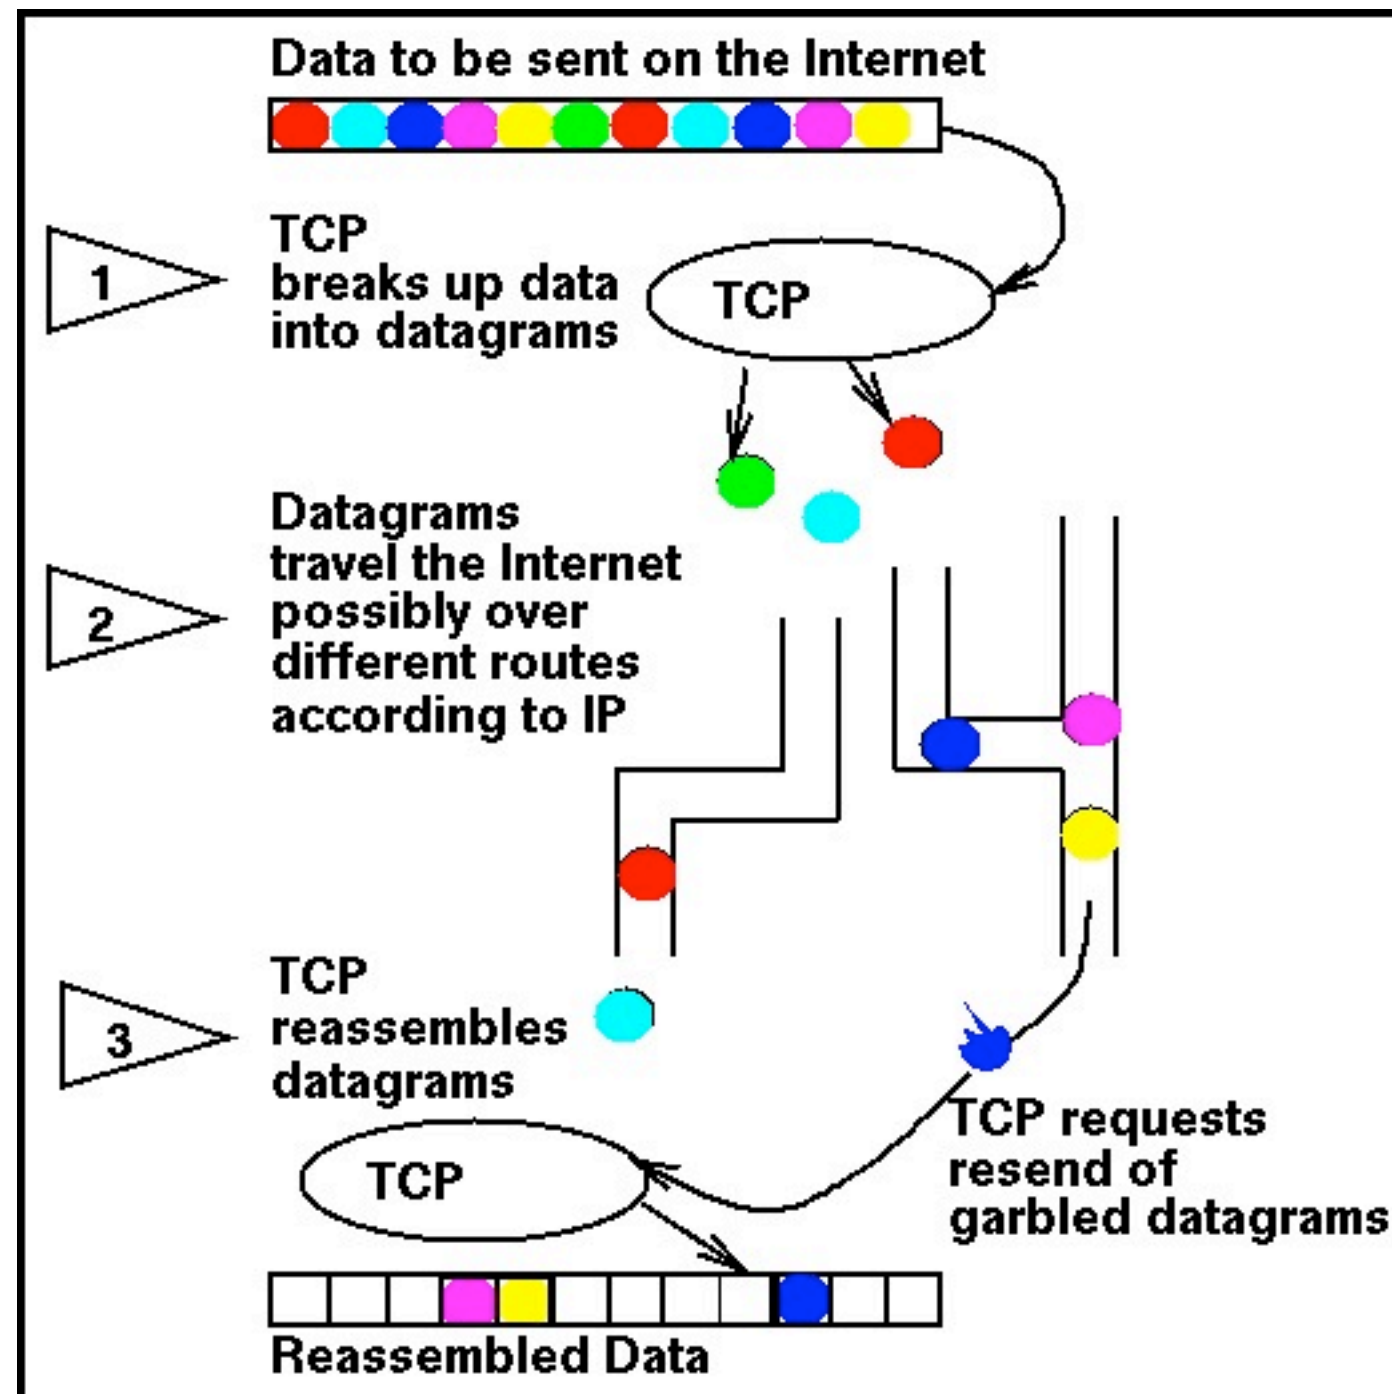 Data to be sent on the Internet
1
TCP
breaks up data
into datagrams
TCP
2
Datagrams
travel the Internet
possibly over
different routes
according to IP
3
TCP
reassembles
datagrams
TCP requests
resend of
garbled datagrams
TCP
Reassembled Data